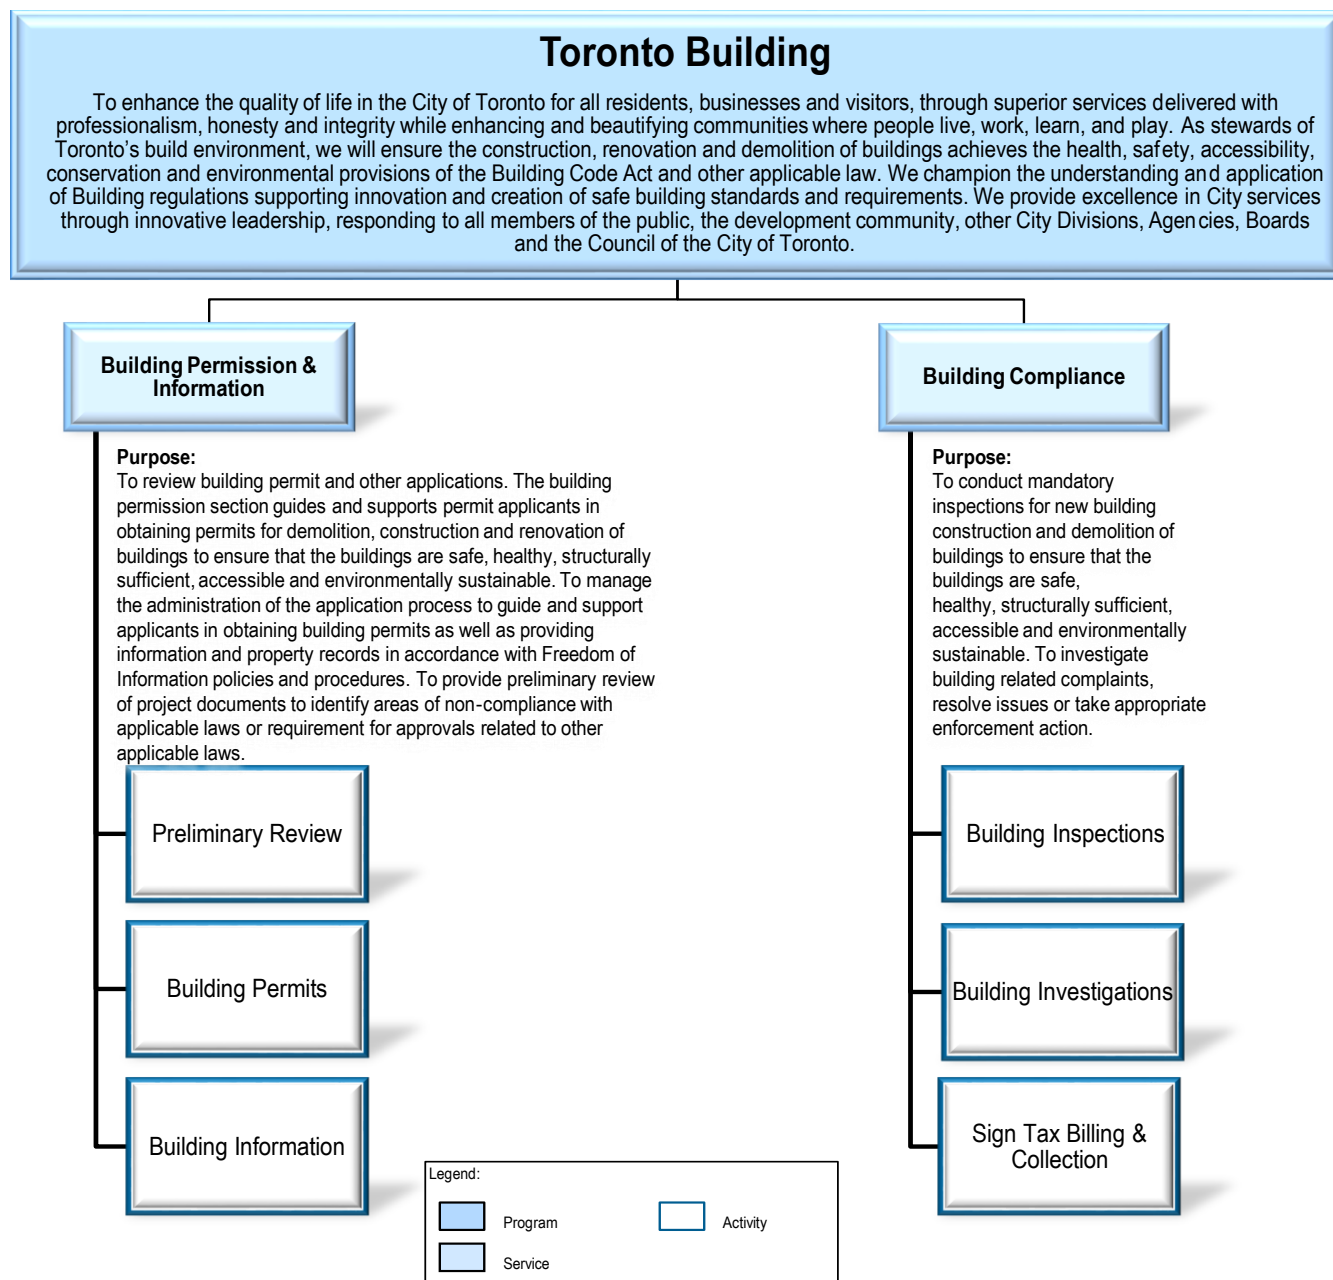 Toronto Building
To enhance the quality of life in the City of Toronto for all residents, businesses and visitors, through superior services delivered with
professionalism, honesty and integrity while enhancing and beautifying communities where people live, work, learn, and play. As stewards of
Toronto's build environment, we will ensure the construction, renovation and demolition of buildings achieves the health, safety, accessibility,
conservation and environmental provisions of the Building Code Act and other applicable law. We champion the understanding and application
of Building regulations supporting innovation and creation of safe building standards and requirements. We provide excellence in City services
through innovative leadership, responding to all members of the public, the development community, other City Divisions, Agencies, Boards
and the Council of the City of Toronto.
Building Permission &
Information
Purpose:
To review building permit and other applications. The building
permission section guides and supports permit applicants in
obtaining permits for demolition, construction and renovation of
buildings to ensure that the buildings are safe, healthy, structurally
sufficient, accessible and environmentally sustainable. To manage
the administration of the application process to guide and support
applicants in obtaining building permits as well as providing
information and property records in accordance with Freedom of
Information policies and procedures. To provide preliminary review
of project documents to identify areas of non-compliance with
applicable laws or requirement for approvals related to other
applicable laws.
Preliminary Review
Building Permits
Building Information
Building Compliance
Purpose:
To conduct mandatory
inspections for new building
construction and demolition of
buildings to ensure that the
buildings are safe,
healthy, structurally sufficient,
accessible and environmentally
sustainable. To investigate
building related complaints,
resolve issues or take appropriate
enforcement action.
Building Inspections
Building Investigations
Sign Tax Billing &
Collection
Legend:
Program
Activity
Service